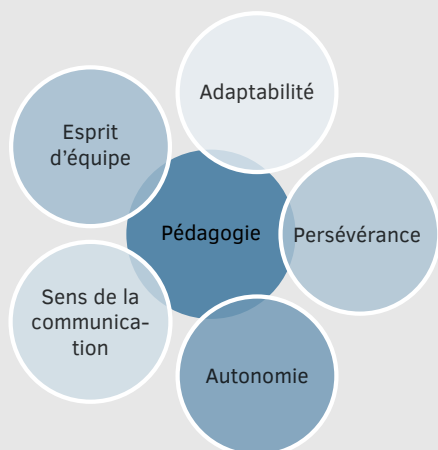 Adaptabilité
Esprit
d'équipe
Pédagogie
Persévérance
Sens de la
communica-
tion
Autonomie